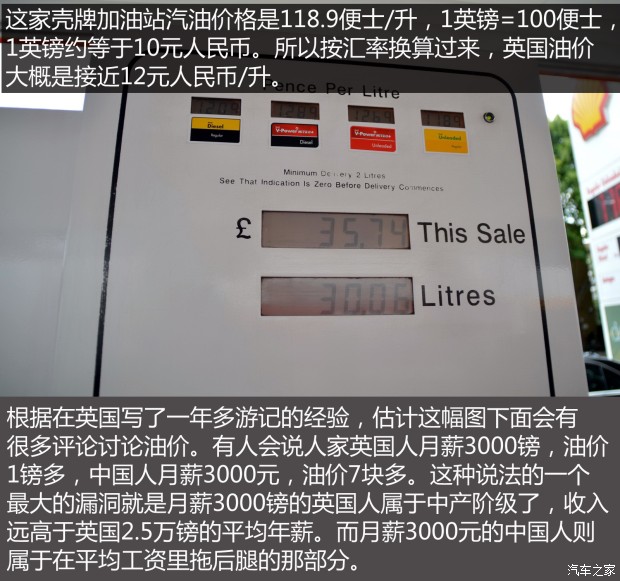 这家壳牌加油站汽油价格是118.9便士/升，1英镑=100便士，
1英镑约等于10元人民币。所以按汇率换算过来，英国油价
大概是接近12元人民币/升。
Pence Per Litre
118.9
Diesel
V-Power
Diesel
V-Power
Unleaded
Unleaded
Minimum Delivery 2 Litres
See That Indication Is Zero Before Delivery Commences
£ 35.74 This Sale
30.06 Litres
根据在英国写了一年多游记的经验，估计这幅图下面会有
很多评论讨论油价。有人会说人家英国人月薪3000镑，油价
1镑多，中国人月薪3000元，油价7块多。这种说法的一个
最大的漏洞就是月薪3000镑的英国人属于中产阶级了，收入
远高于英国2.5万镑的平均年薪。而月薪3000元的中国人则
属于在平均工资里拖后腿的那部分。
汽车之家